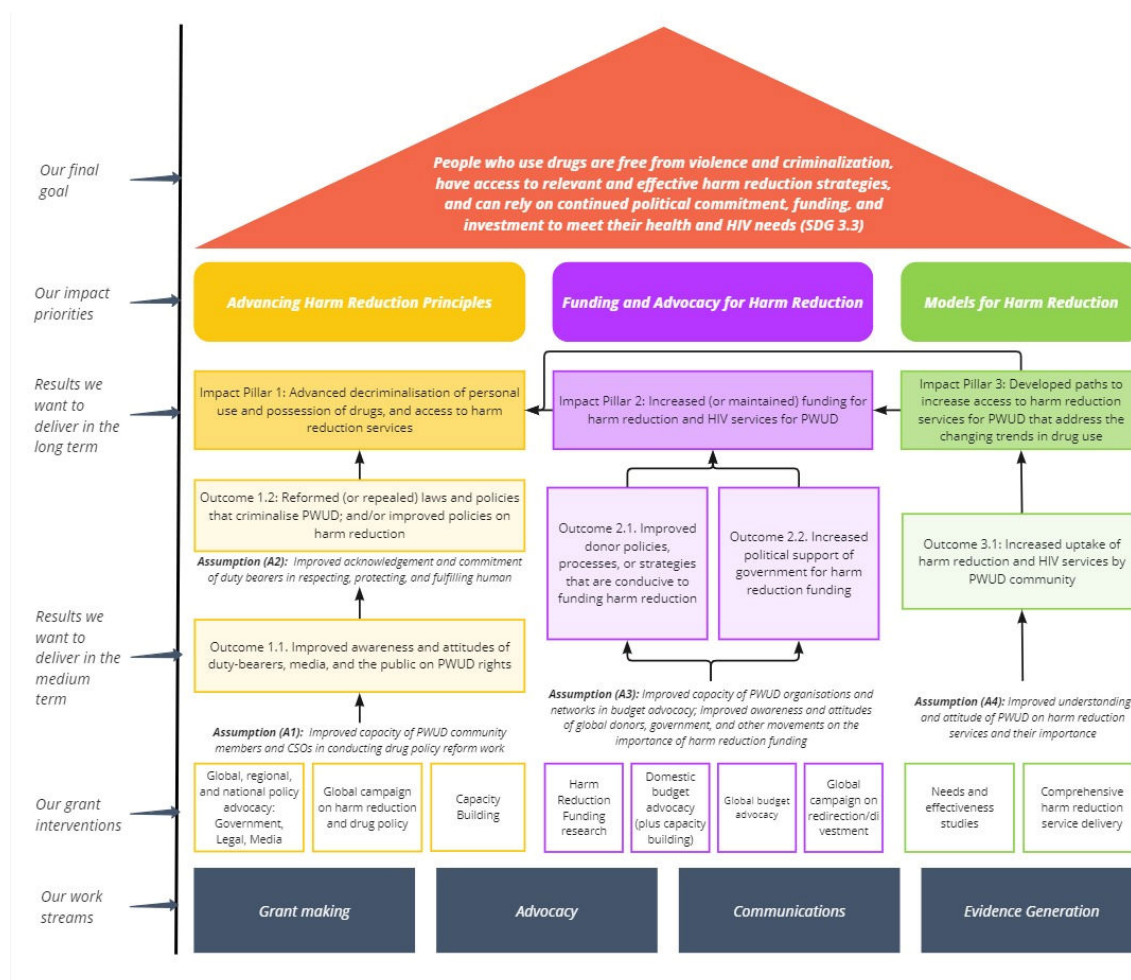 Our final
goal
People who use drugs are free from violence and criminalization,
have access to relevant and effective harm reduction strategies,
and can rely on continued political commitment, funding, and
investment to meet their health and HIV needs (SDG 3.3)
Our impact
priorities
Advancing Harm Reduction Principles
Funding and Advocacy for Harm Reduction
Models for Harm Reduction
Results we
want to
deliver in the
long term
Impact Pillar 1: Advanced decriminalisation of personal
use and possession of drugs, and access to harm
reduction services
Impact Pillar 2: Increased (or maintained) funding for
harm reduction and HIV services for PWUD
Impact Pillar 3: Developed paths to
increase access to harm reduction
services for PWUD that address the
changing trends in drug use
Results we
want to
deliver in the
medium
term
Outcome 1.2: Reformed (or repealed) laws and policies
that criminalise PWUD; and/or improved policies on
harm reduction
Assumption (A2): Improved acknowledgement and commitment
of duty bearers in respecting, protecting, and fulfilling human
Outcome 1.1. Improved awareness and attitudes of
duty-bearers, media, and the public on PWUD rights
Assumption (A1): Improved capacity of PWUD community
members and CSOs in conducting drug policy reform work
Outcome 2.1. Improved
donor policies,
processes, or strategies
that are conducive to
funding harm reduction
Outcome 2.2. Increased
political support of
government for harm
reduction funding
Assumption (A3): Improved capacity of PWUD organisations and
networks in budget advocacy; Improved awareness and attitudes
of global donors, government, and other movements on the
importance of harm reduction funding
Outcome 3.1: Increased uptake of
harm reduction and HIV services by
PWUD community
Assumption (A4): Improved understanding
and attitude of PWUD on harm reduction
services and their importance
Our grant
interventions
Global, regional,
and national policy
advocacy:
Government,
Legal, Media
Global campaign
on harm reduction
and drug policy
Capacity
Building
Harm
Reduction
Funding
research
Domestic
budget
advocacy
(plus capacity
building)
Global budget
advocacy
Global
campaign on
redirection/di
vestment
Needs and
effectiveness
studies
Comprehensive
harm reduction
service delivery
Our work
streams
Grant making
Advocacy
Communications
Evidence Generation